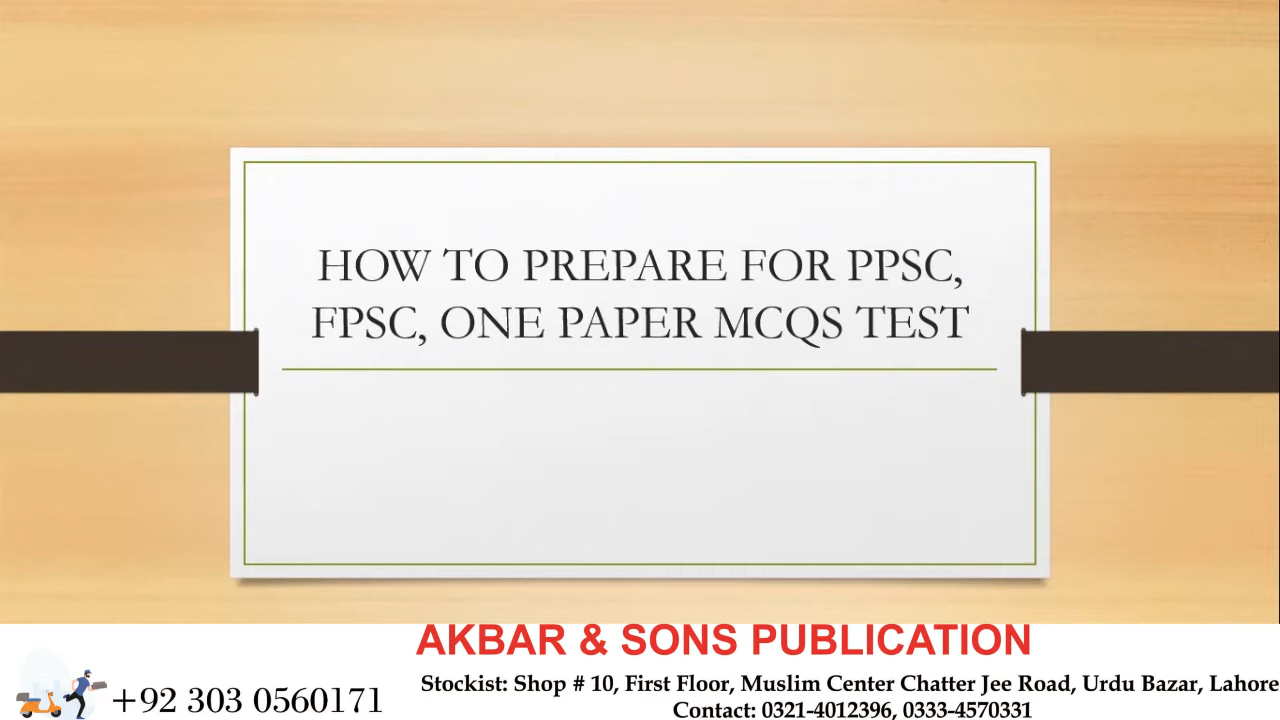 HOW TO PREPARE FOR PPSC,
FPSC, ONE PAPER MCQS TEST
AKBAR & SONS PUBLICATION
+92 303 0560171
Stockist: Shop # 10, First Floor, Muslim Center Chatter Jee Road, Urdu Bazar, Lahore
Contact: 0321-4012396, 0333-4570331